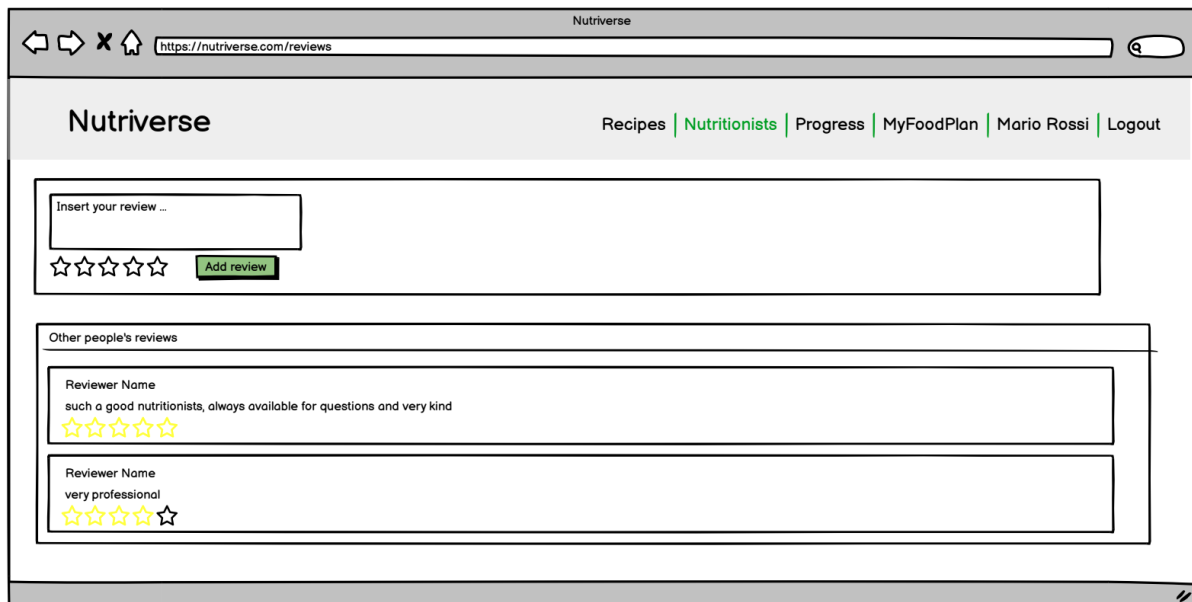 Nutriverse
https://nutriverse.com/reviews
Nutriverse
Recipes | Nutritionists | Progress | MyFoodPlan | Mario Rossi | Logout
Insert your review ...
Add review
Other people's reviews
Reviewer Name
such a good nutritionists, always available for questions and very kind
Reviewer Name
very professional